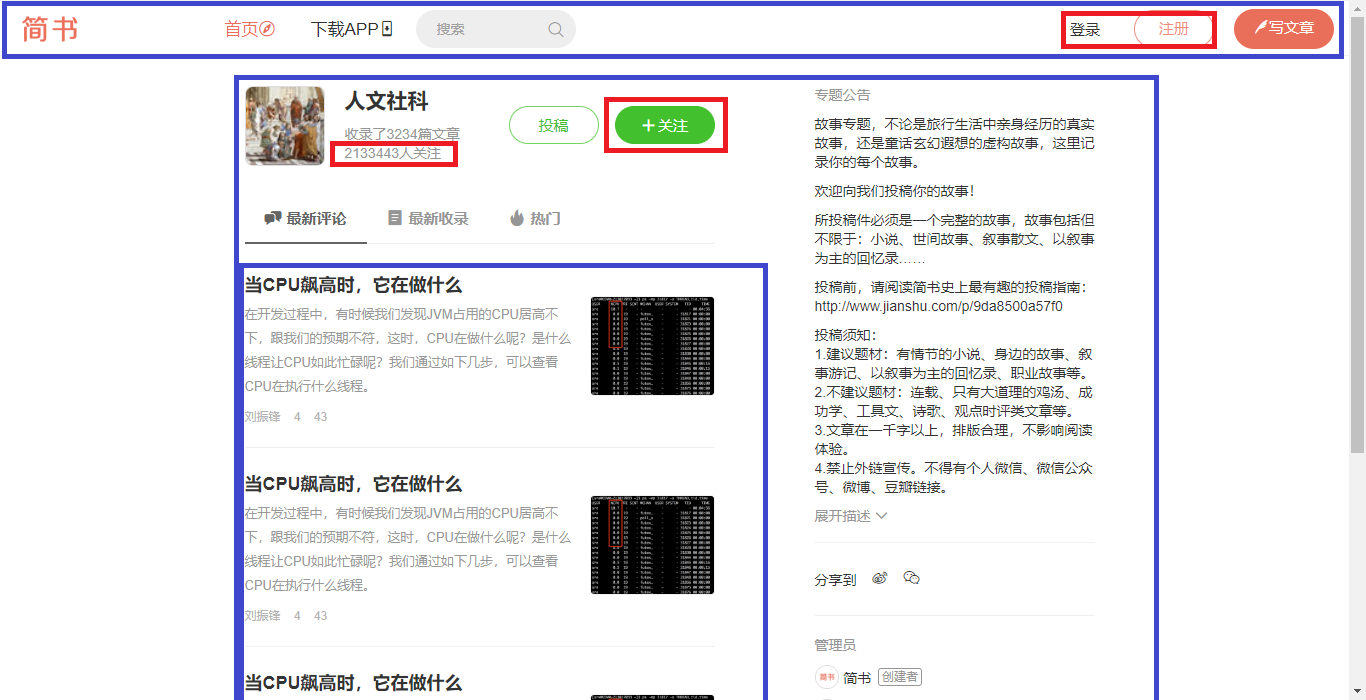 简书
首页
下载APP
搜索
登录
注册
写文章
人文社科
收录了3234篇文章
2133443人关注
投稿
+关注
最新评论
最新收录
热门
当CPU飙高时，它在做什么
在开发过程中，有时候我们发现JVM占用的CPU居高不
下，跟我们的预期不符，这时，CPU在做什么呢？是什么
线程让CPU如此忙碌呢？我们通过如下几步，可以查看
CPU在执行什么线程。
刘振锋 4 43
当CPU飙高时，它在做什么
在开发过程中，有时候我们发现JVM占用的CPU居高不
下，跟我们的预期不符，这时，CPU在做什么呢？是什么
线程让CPU如此忙碌呢？我们通过如下几步，可以查看
CPU在执行什么线程。
刘振锋 4 43
当CPU飙高时，它在做什么
专题公告
故事专题，不论是旅行生活中亲身经历的真实
故事，还是童话玄幻遐想的虚构故事，这里记
录你的每个故事。
欢迎向我们投稿你的故事！
所投稿件必须是一个完整的故事，故事包括但
不限于：小说、世间故事、叙事散文、以叙事
为主的回忆录……
投稿前，请阅读简书史上最有趣的投稿指南：
http://www.jianshu.com/p/9da8500a57f0
投稿须知：
1.建议题材：有情节的小说、身边的故事、叙
事游记、以叙事为主的回忆录、职业故事等。
2.不建议题材：连载、只有大道理的鸡汤、成
功学、工具文、诗歌、观点时评类文章等。
3.文章在一千字以上，排版合理，不影响阅读
体验。
4.禁止外链宣传。不得有个人微信、微信公众
号、微博、豆瓣链接。
展开描述
分享到
管理员
简书
简书 创建者